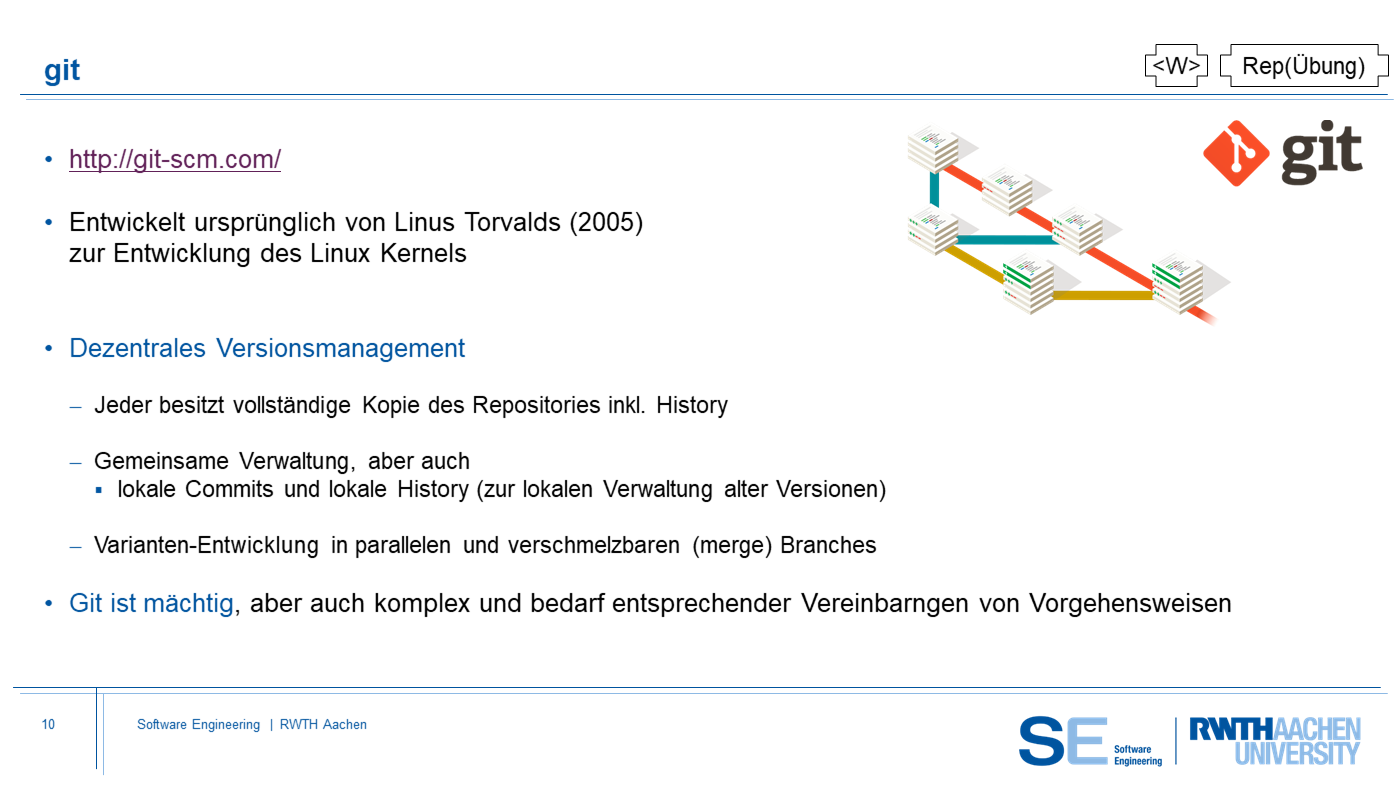 git
<W>
Rep(Übung)
git
• http://git-scm.com/
• Entwickelt ursprünglich von Linus Torvalds (2005)
zur Entwicklung des Linux Kernels
• Dezentrales Versionsmanagement
– Jeder besitzt vollständige Kopie des Repositories inkl. History
– Gemeinsame Verwaltung, aber auch
▪ lokale Commits und lokale History (zur lokalen Verwaltung alter Versionen)
– Varianten-Entwicklung in parallelen und verschmelzbaren (merge) Branches
• Git ist mächtig, aber auch komplex und bedarf entsprechender Vereinbarngen von Vorgehensweisen
10
Software Engineering | RWTH Aachen
SE Software
Engineering
RWTHAACHEN
UNIVERSITY